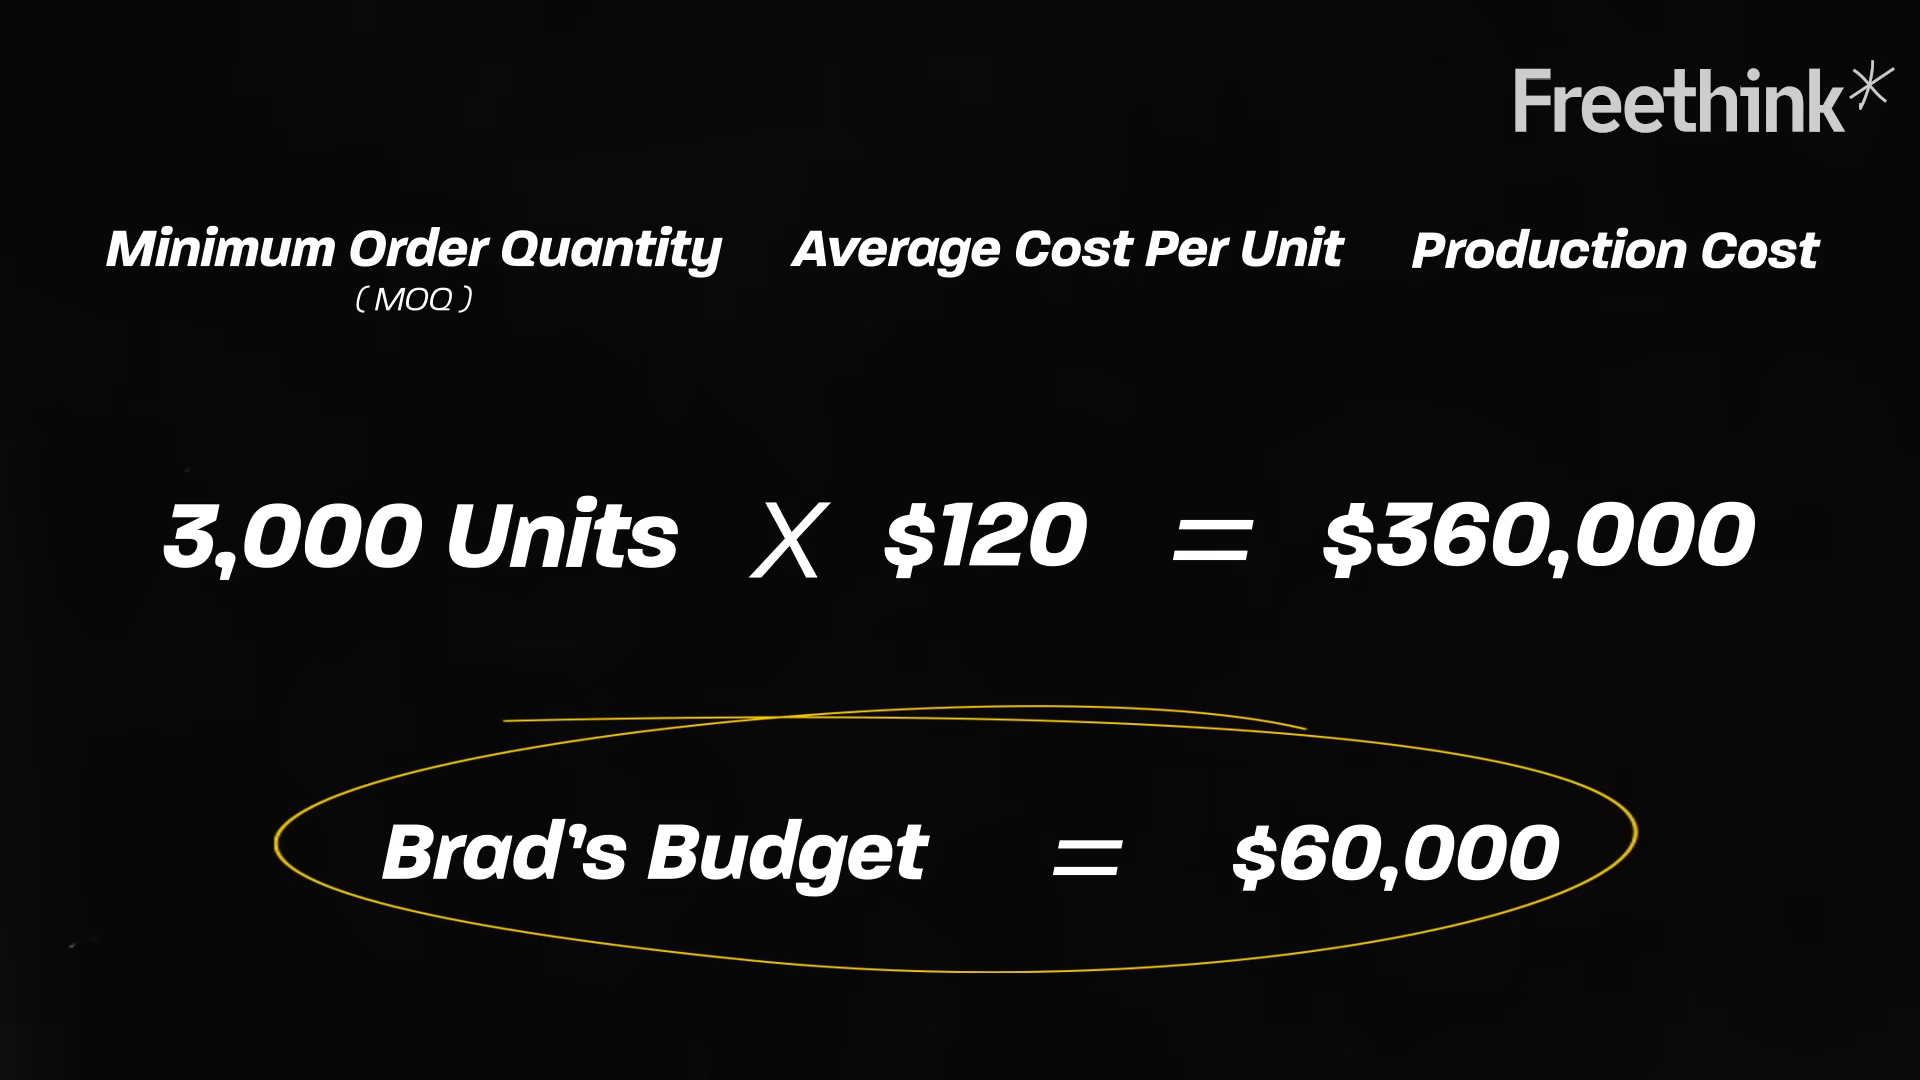 Freethink
Minimum Order Quantity Average Cost Per Unit Production Cost
( MOQ )
3,000 Units X $120 = $360,000
Brad's Budget = $60,000